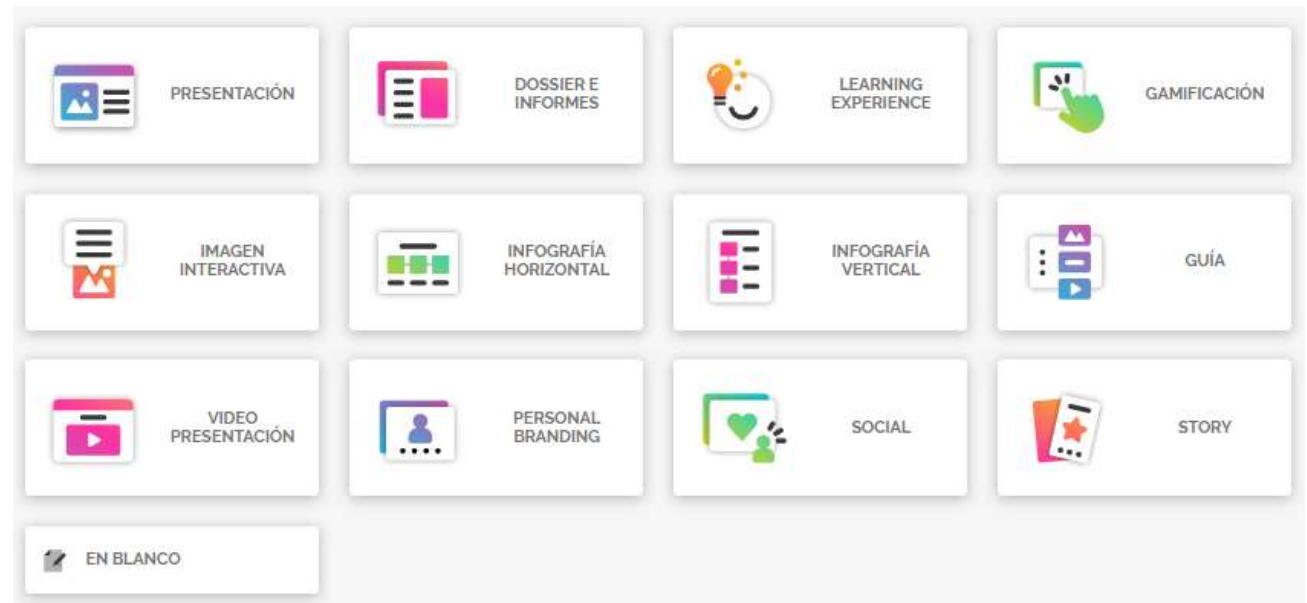 PRESENTACIÓN
DOSSIER E
INFORMES
LEARNING
EXPERIENCE
GAMIFICACIÓN
IMAGEN
INTERACTIVA
INFOGRAFÍA
HORIZONTAL
INFOGRAFÍA
VERTICAL
GUÍA
VIDEO
PRESENTACIÓN
PERSONAL
BRANDING
SOCIAL
STORY
EN BLANCO